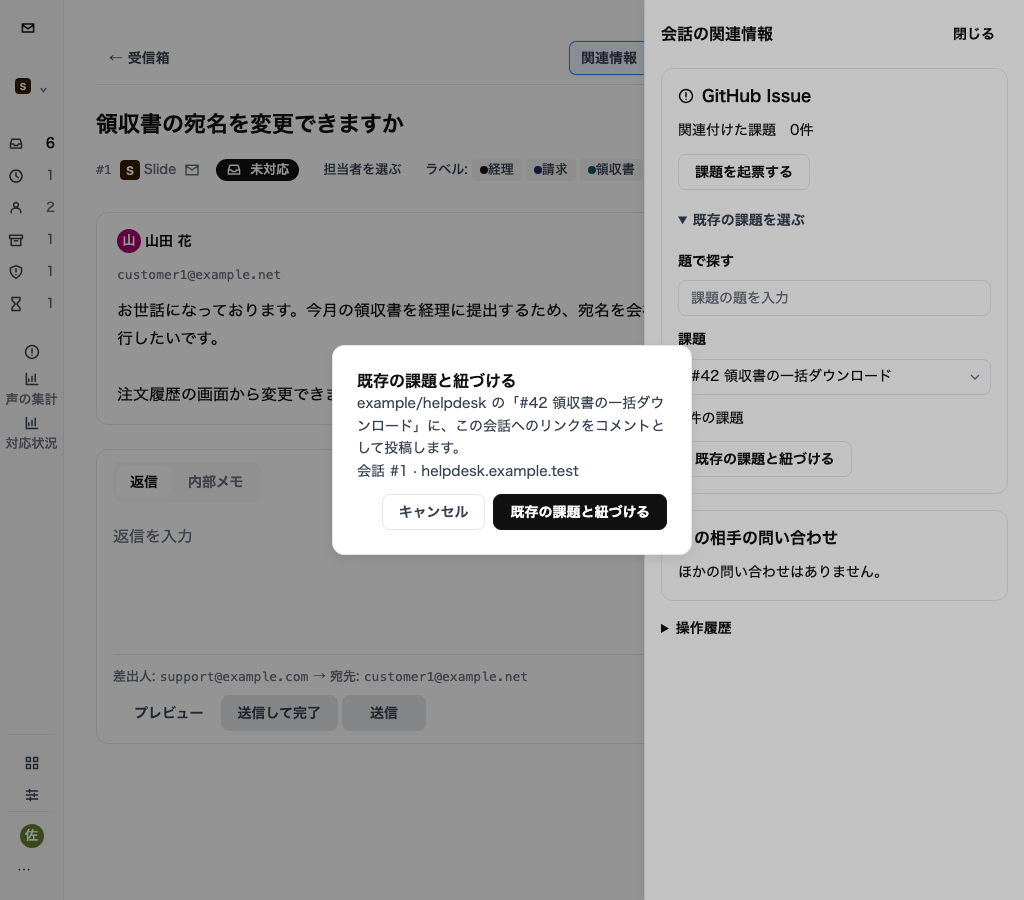 S
6
1
2
1
1
1
声の集計
対応状況
佐
…
← 受信箱
関連情報
領収書の宛名を変更できますか
#1 S Slide 未対応 担当者を選ぶ ラベル: 経理 請求 領収書
山 山田 花
customer1@example.net
お世話になっております。今月の領収書を経理に提出するため、宛名を会
行したいです。
注文履歴の画面から変更できま
返信 内部メモ
返信を入力
差出人: support@example.com → 宛先: customer1@example.net
プレビュー 送信して完了 送信
会話の関連情報 閉じる
GitHub Issue
関連付けた課題 0件
課題を起票する
▼ 既存の課題を選ぶ
題で探す
課題の題を入力
課題
#42 領収書の一括ダウンロード
件の課題
既存の課題と紐づける
の相手の問い合わせ
ほかの問い合わせはありません。
▶ 操作履歴
既存の課題と紐づける
example/helpdesk の「#42 領収書の一括ダウ
ンロード」に、この会話へのリンクをコメントと
して投稿します。
会話 #1 · helpdesk.example.test
キャンセル 既存の課題と紐づける